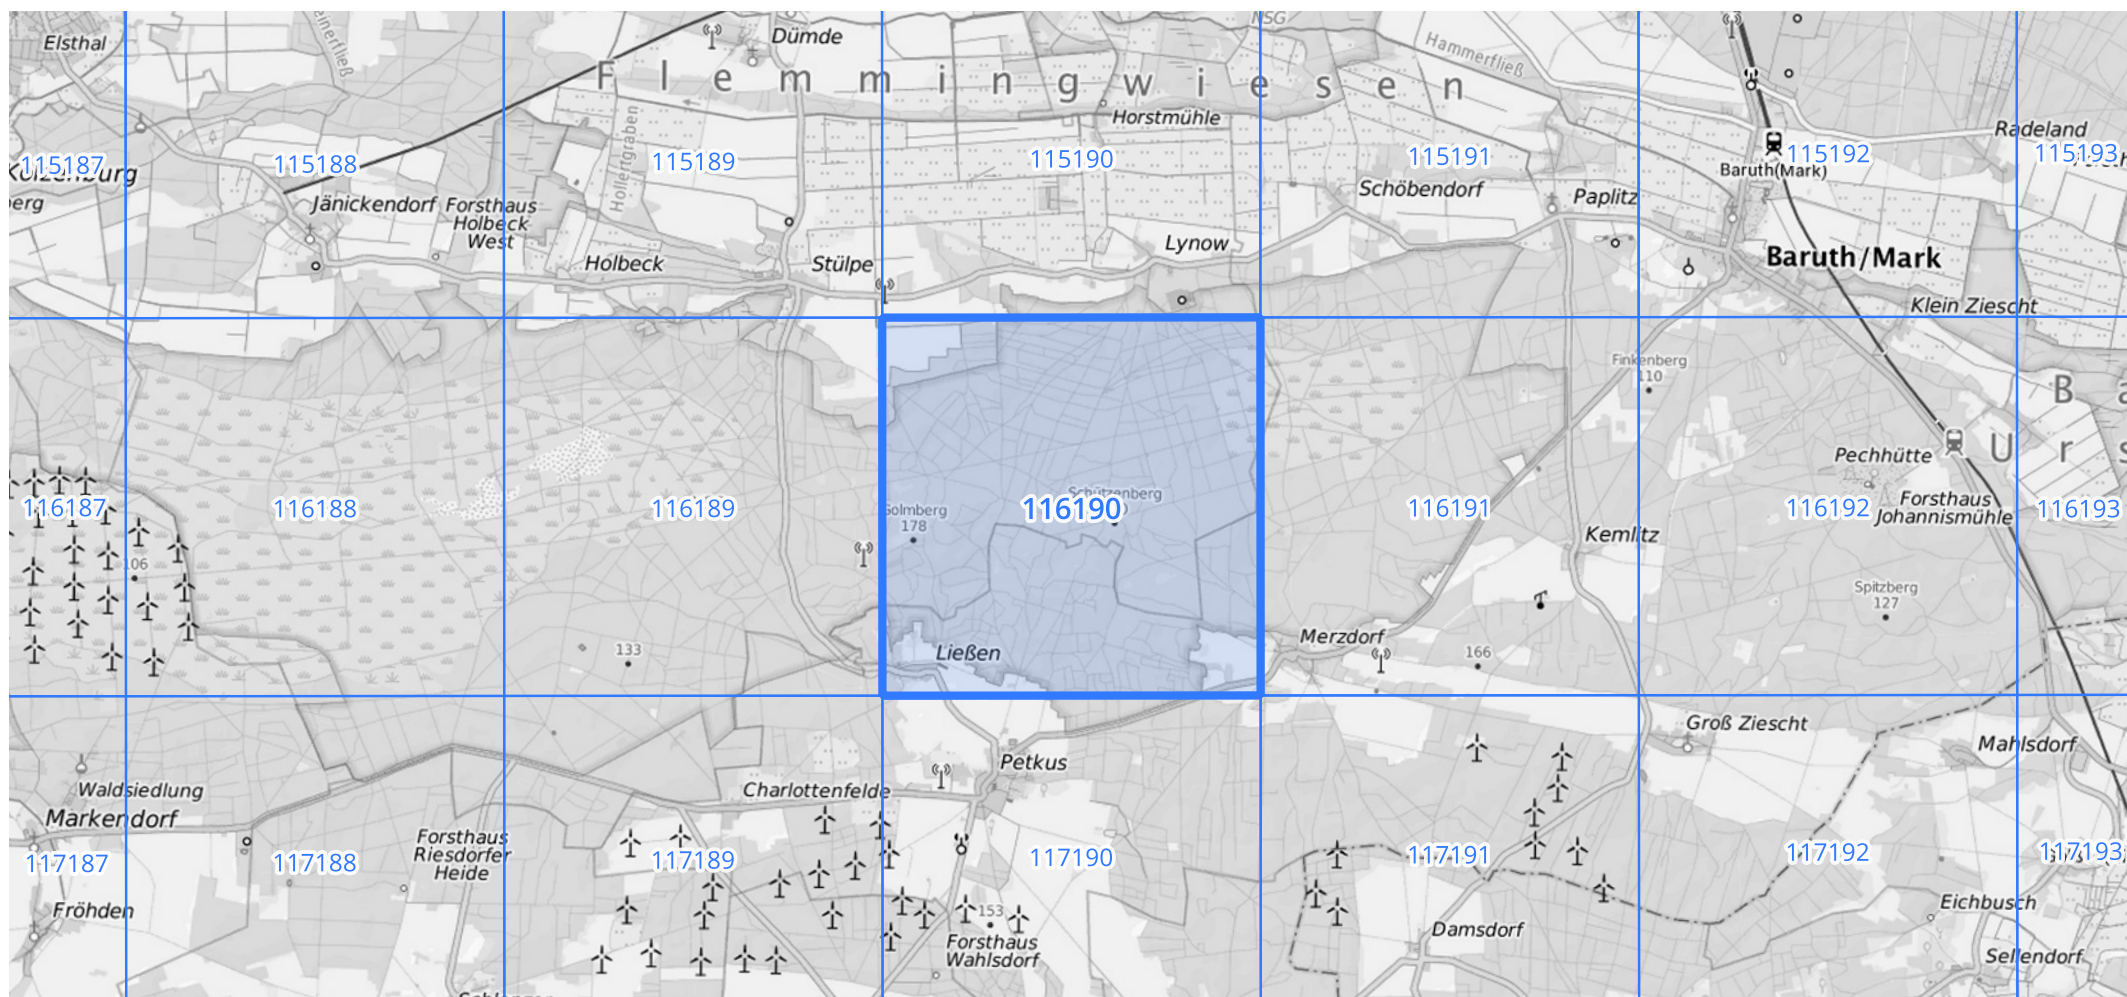 Elsthal
Dümde
NSG
Hammerfließ
Flemmingwiesen
Horstmühle
Radeland
115187
115188
115189
115190
115191
115192
115193
Baruth(Mark)
Hollertgraben
Schöbendorf
Paplitz
Jänickendorf
Forsthaus
Holbeck
West
Lynow
Holbeck
Stülpe
Baruth/Mark
Klein Ziescht
Finkenberg
110
B a
U r s
Pechhütte
Schützenberg
Golmberg
178
116187
116188
116189
116190
116191
116192
116193
Forsthaus
Johannismühle
Kemlitz
106
Spitzberg
127
Merzdorf
Ließen
133
166
Groß Ziescht
Mahlsdorf
Petkus
Waldsiedlung
Charlottenfelde
Markendorf
Forsthaus
Riesdorfer
Heide
117187
117188
117189
117190
117191
117192
117193
Fröhden
153
Forsthaus
Wahlsdorf
Damsdorf
Eichbusch
Sellendorf